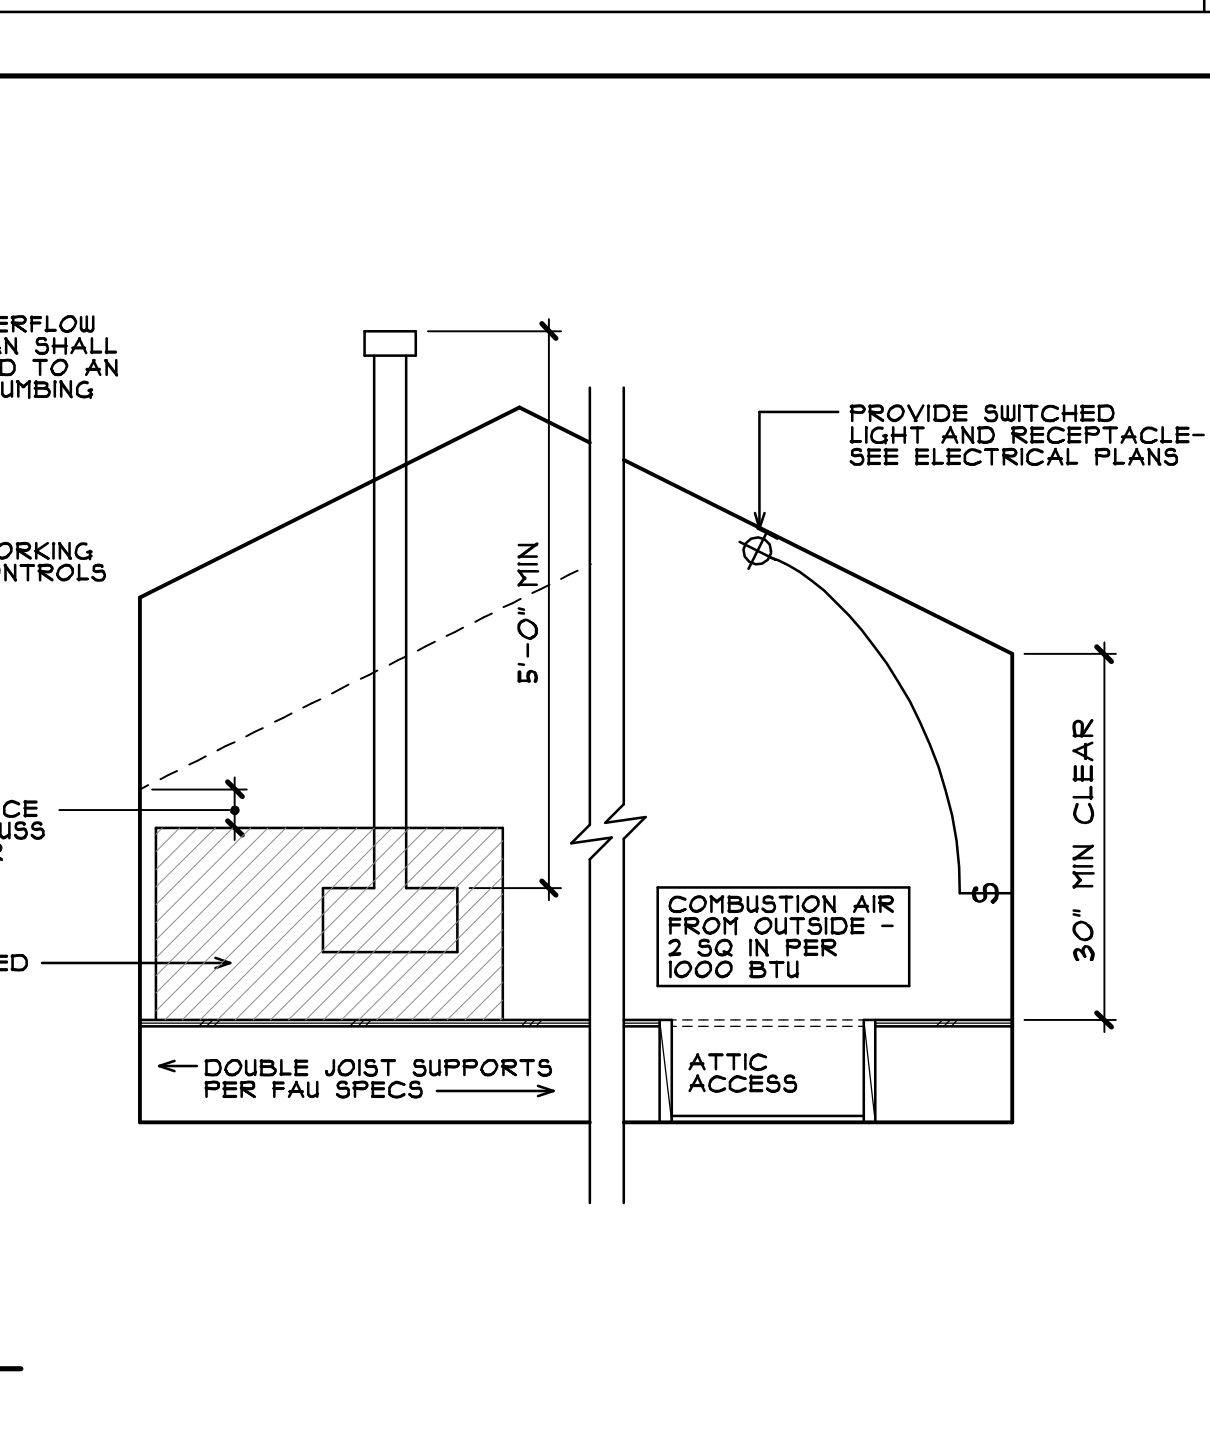 ERFLOW
N SHALL
D TO AN
UMBING
PROVIDE SWITCHED
LIGHT AND RECEPTACLE-
SEE ELECTRICAL PLANS
ORKING
NTROLS
5'-0" MIN
30" MIN CLEAR
CE
USS
R
$
COMBUSTION AIR
FROM OUTSIDE -
2 SQ IN PER
1000 BTU
ED
DOUBLE JOIST SUPPORTS
PER FAU SPECS
ATTIC
ACCESS